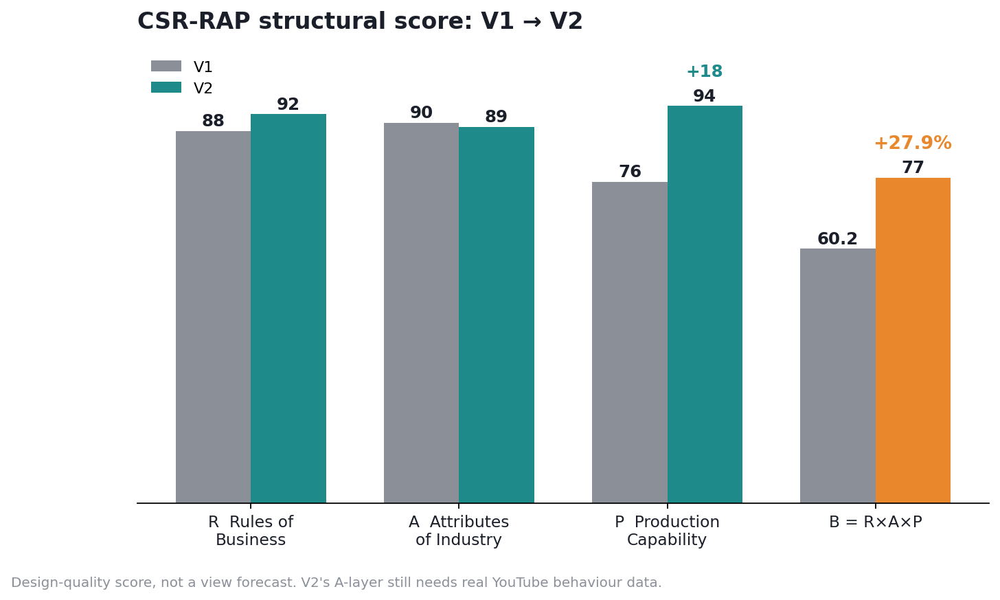 CSR-RAP structural score: V1 → V2
V1
V2
88
92
90
89
76
+18
94
60.2
+27.9%
77
R  Rules of
Business
A  Attributes
of Industry
P  Production
Capability
B = R×A×P
Design-quality score, not a view forecast. V2's A-layer still needs real YouTube behaviour data.